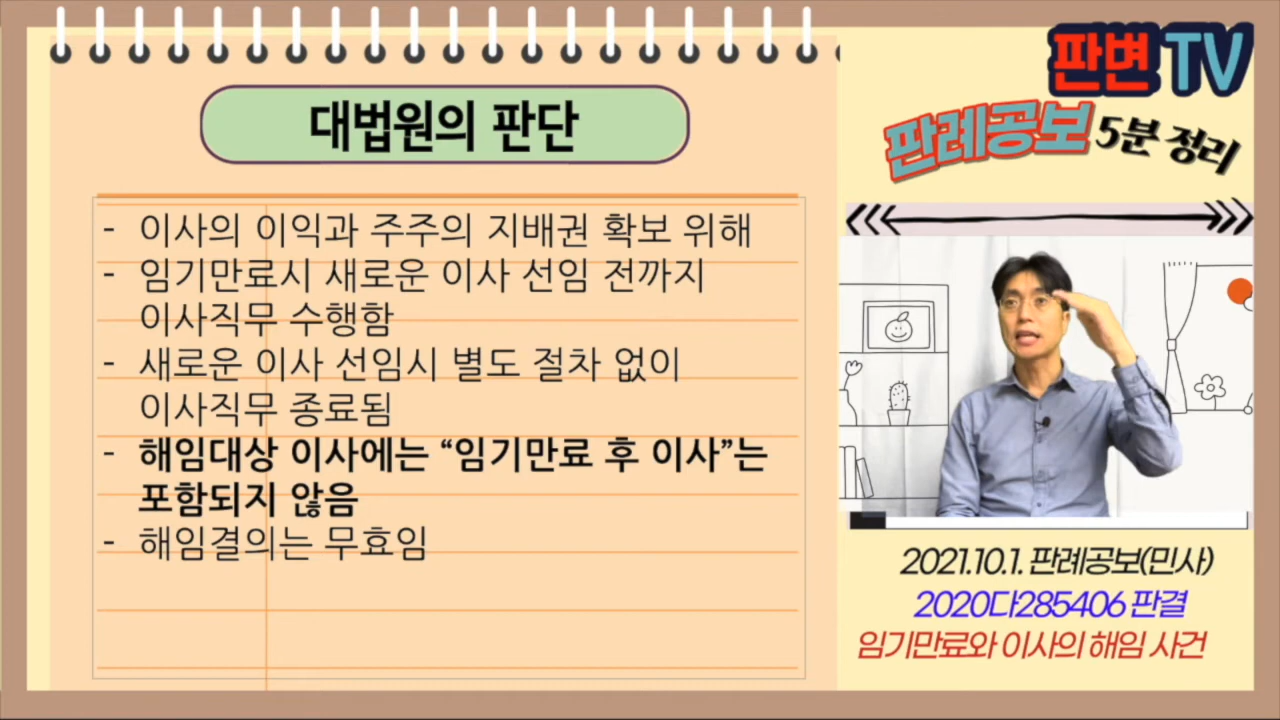 대법원의 판단
- 이사의 이익과 주주의 지배권 확보 위해
- 임기만료시 새로운 이사 선임 전까지
이사직무 수행함
- 새로운 이사 선임시 별도 절차 없이
이사직무 종료됨
- 해임대상 이사에는 “임기만료 후 이사”는
포함되지 않음
- 해임결의는 무효임
판변 TV
판례공보 5분 정리
2021.10.1. 판례공보(민사)
2020다285406 판결
임기만료와 이사의 해임 사건